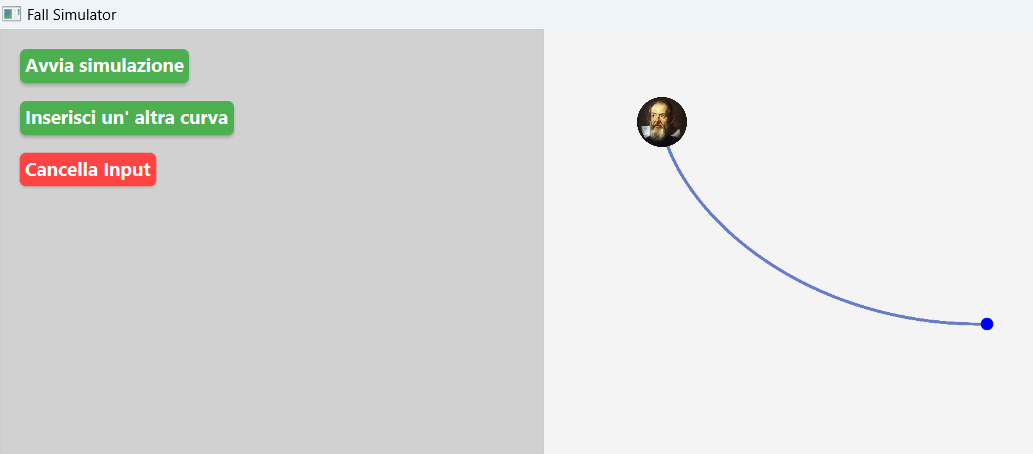 Fall Simulator
Avvia simulazione
Inserisci un' altra curva
Cancella Input